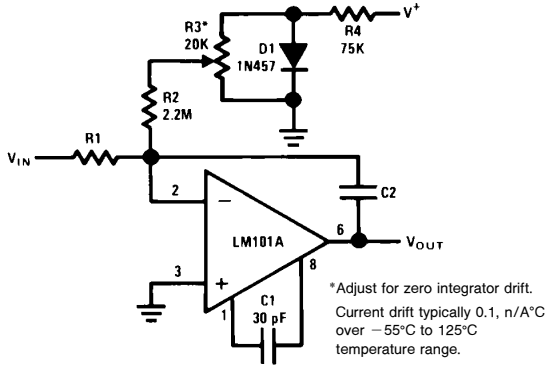 V+
R3*
20K
D1
1N457
R4
75K
R2
2.2M
R1
VIN
C2
2
−
LM101A
6
VOUT
3
+
8
1
C1
30 pF
*Adjust for zero integrator drift.
Current drift typically 0.1, n/A°C
over −55°C to 125°C
temperature range.